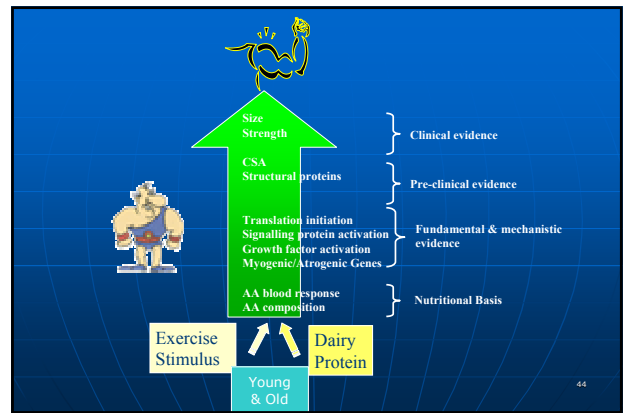 Size
Strength
Clinical evidence
CSA
Structural proteins
Pre-clinical evidence
Translation initiation
Signalling protein activation
Growth factor activation
Myogenic/Atrogenic Genes
Fundamental & mechanistic
evidence
AA blood response
AA composition
Nutritional Basis
Exercise
Stimulus
Dairy
Protein
Young
& Old
44